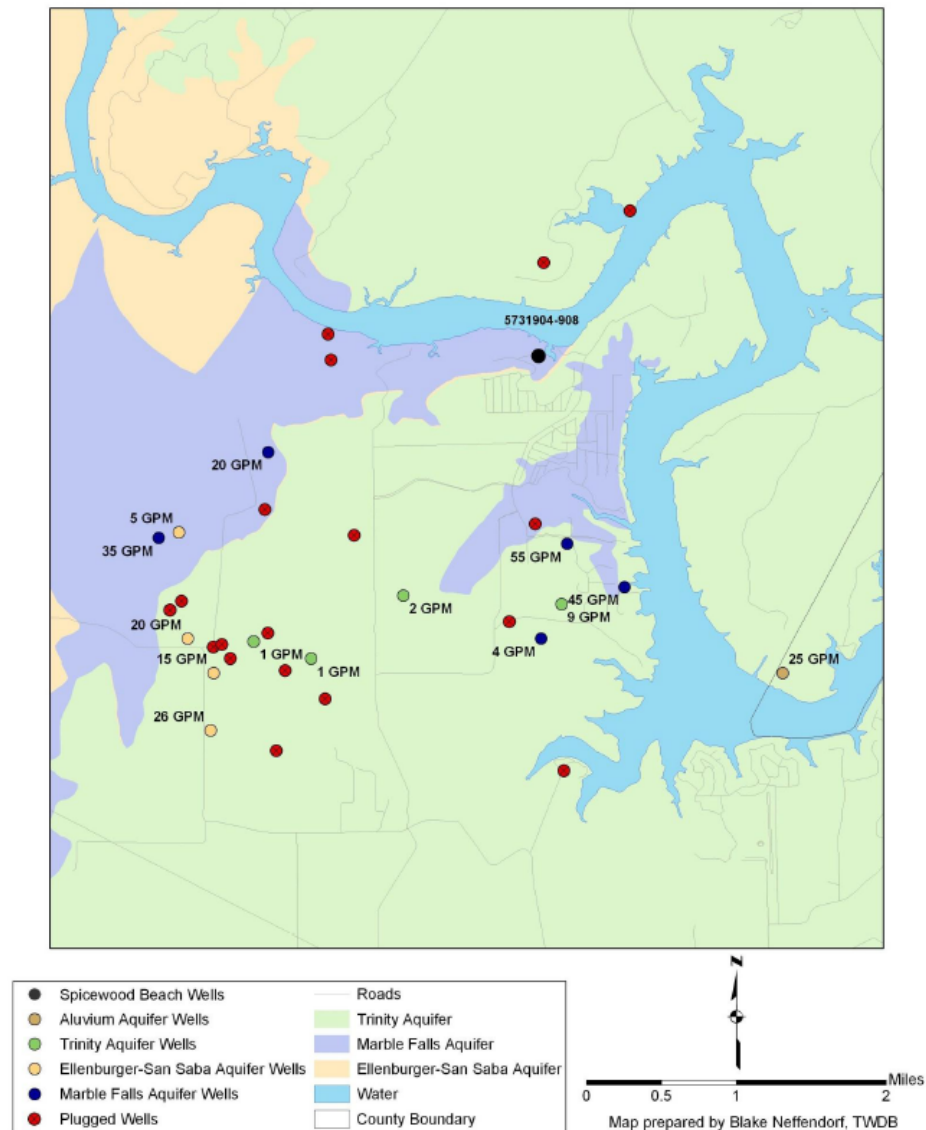 5731904-908
20 GPM
5 GPM
35 GPM
55 GPM
2 GPM
45 GPM
9 GPM
20 GPM
15 GPM
1 GPM
1 GPM
4 GPM
25 GPM
26 GPM
N
Spicewood Beach Wells
Aluvium Aquifer Wells
Trinity Aquifer Wells
Ellenburger-San Saba Aquifer Wells
Marble Falls Aquifer Wells
Plugged Wells
Roads
Trinity Aquifer
Marble Falls Aquifer
Ellenburger-San Saba Aquifer
Water
County Boundary
Miles
0 0.5 1 2
Map prepared by Blake Neffendorf, TWDB